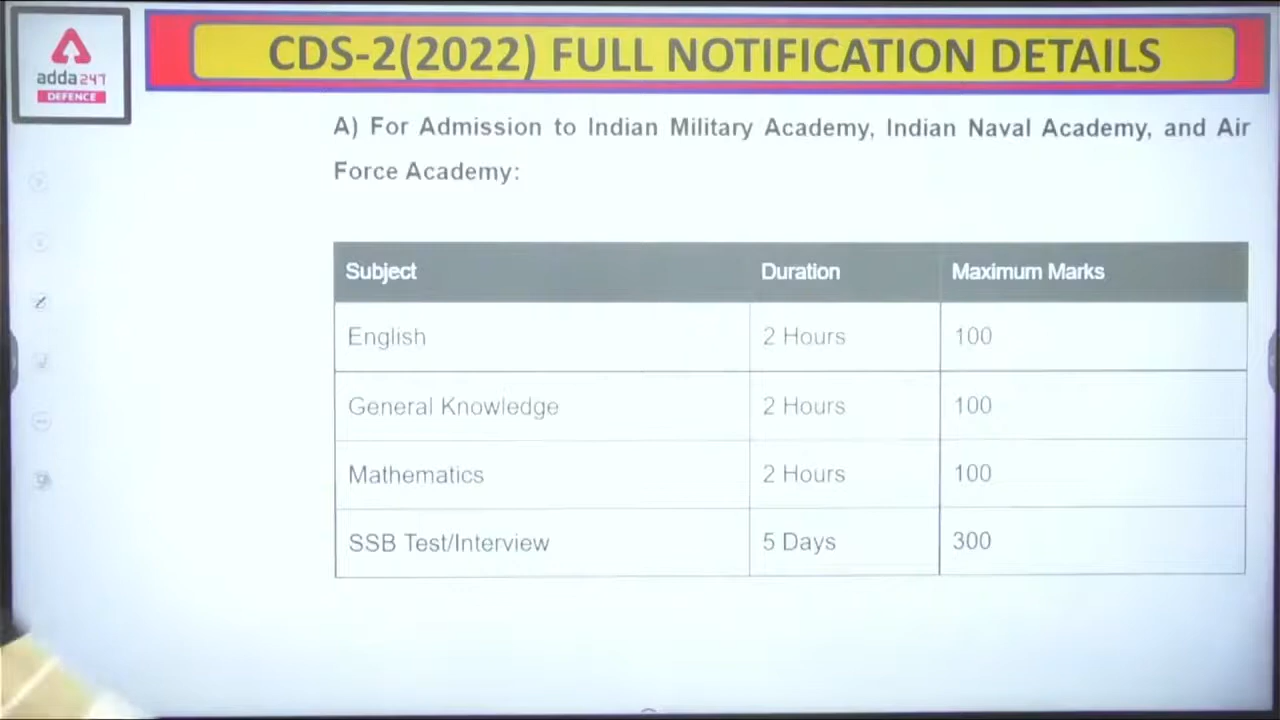 adda247
DEFENCE
CDS-2(2022) FULL NOTIFICATION DETAILS
A) For Admission to Indian Military Academy, Indian Naval Academy, and Air
Force Academy:
Subject Duration Maximum Marks
English 2 Hours 100
General Knowledge 2 Hours 100
Mathematics 2 Hours 100
SSB Test/Interview 5 Days 300